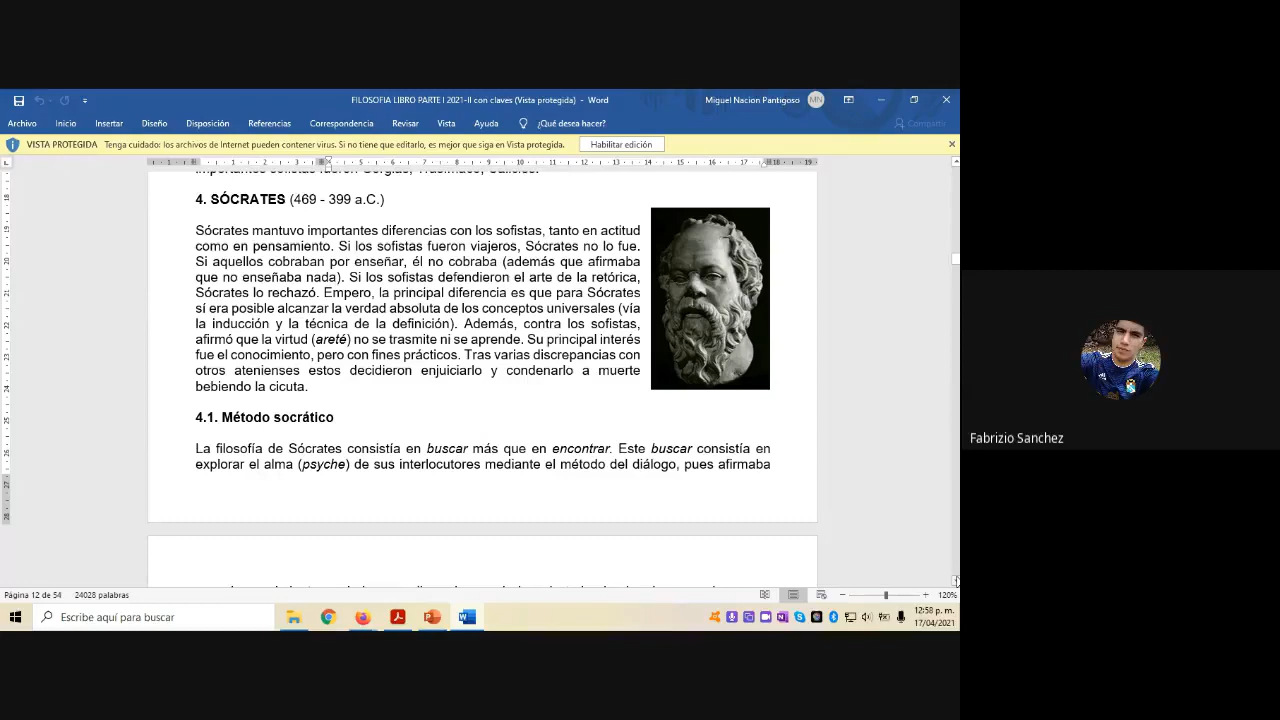 FILOSOFIA LIBRO PARTE I 2021-II con claves (Vista protegida) - Word
Miguel Nacion Pantigoso
MN
Archivo Inicio Insertar Diseño Disposición Referencias Correspondencia Revisar Vista Ayuda ¿Qué desea hacer? Compartir
VISTA PROTEGIDA Tenga cuidado: los archivos de Internet pueden contener virus. Si no tiene que editarlo, es mejor que siga en Vista protegida. Habilitar edición
importantes sofistas fueron Gorgias, Trasímaco, Calicles.
4. SÓCRATES (469 - 399 a.C.)
Sócrates mantuvo importantes diferencias con los sofistas, tanto en actitud
como en pensamiento. Si los sofistas fueron viajeros, Sócrates no lo fue.
Si aquellos cobraban por enseñar, él no cobraba (además que afirmaba
que no enseñaba nada). Si los sofistas defendieron el arte de la retórica,
Sócrates lo rechazó. Empero, la principal diferencia es que para Sócrates
sí era posible alcanzar la verdad absoluta de los conceptos universales (vía
la inducción y la técnica de la definición). Además, contra los sofistas,
afirmó que la virtud (areté) no se trasmite ni se aprende. Su principal interés
fue el conocimiento, pero con fines prácticos. Tras varias discrepancias con
otros atenienses estos decidieron enjuiciarlo y condenarlo a muerte
bebiendo la cicuta.
4.1. Método socrático
La filosofía de Sócrates consistía en buscar más que en encontrar. Este buscar consistía en
explorar el alma (psyche) de sus interlocutores mediante el método del diálogo, pues afirmaba
Fabrizio Sanchez
Página 12 de 54 24028 palabras 120%
Escribe aquí para buscar
12:58 p. m.
17/04/2021